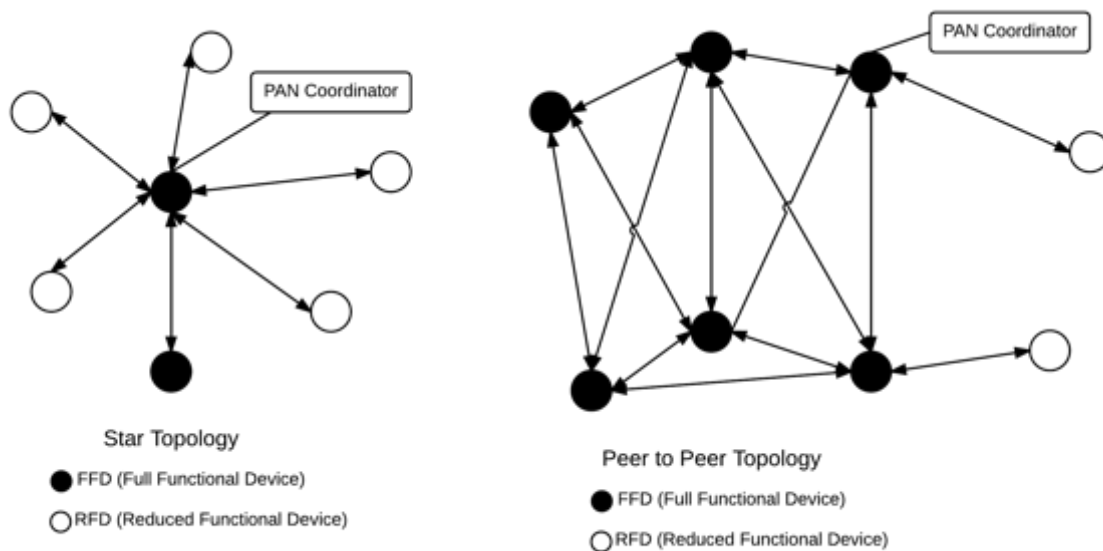 PAN Coordinator
Star Topology
FFD (Full Functional Device)
RFD (Reduced Functional Device)
PAN Coordinator
Peer to Peer Topology
FFD (Full Functional Device)
RFD (Reduced Functional Device)